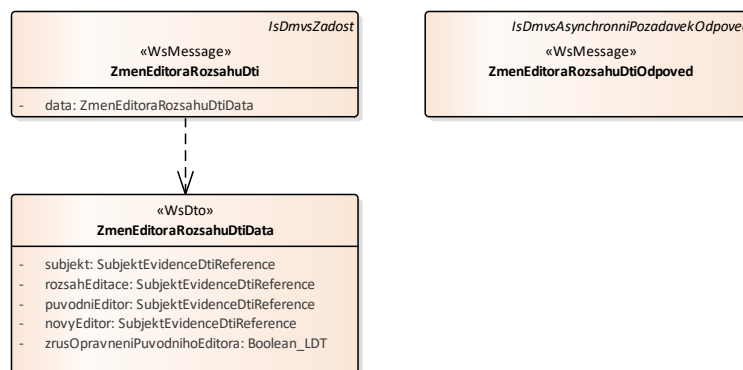 IsDmvsZadost
«WsMessage»
ZmenEditoraRozsahuDti
- data: ZmenEditoraRozsahuDtiData
IsDmvsAsynchronniPozadavekOdpoved
«WsMessage»
ZmenEditoraRozsahuDtiOdpoved
«WsDto»
ZmenEditoraRozsahuDtiData
- subjekt: SubjektEvidenceDtiReference
- rozsahEditace: SubjektEvidenceDtiReference
- puvodniEditor: SubjektEvidenceDtiReference
- novyEditor: SubjektEvidenceDtiReference
- zrusOpravneniPuvodnihoEditora: Boolean_LDT